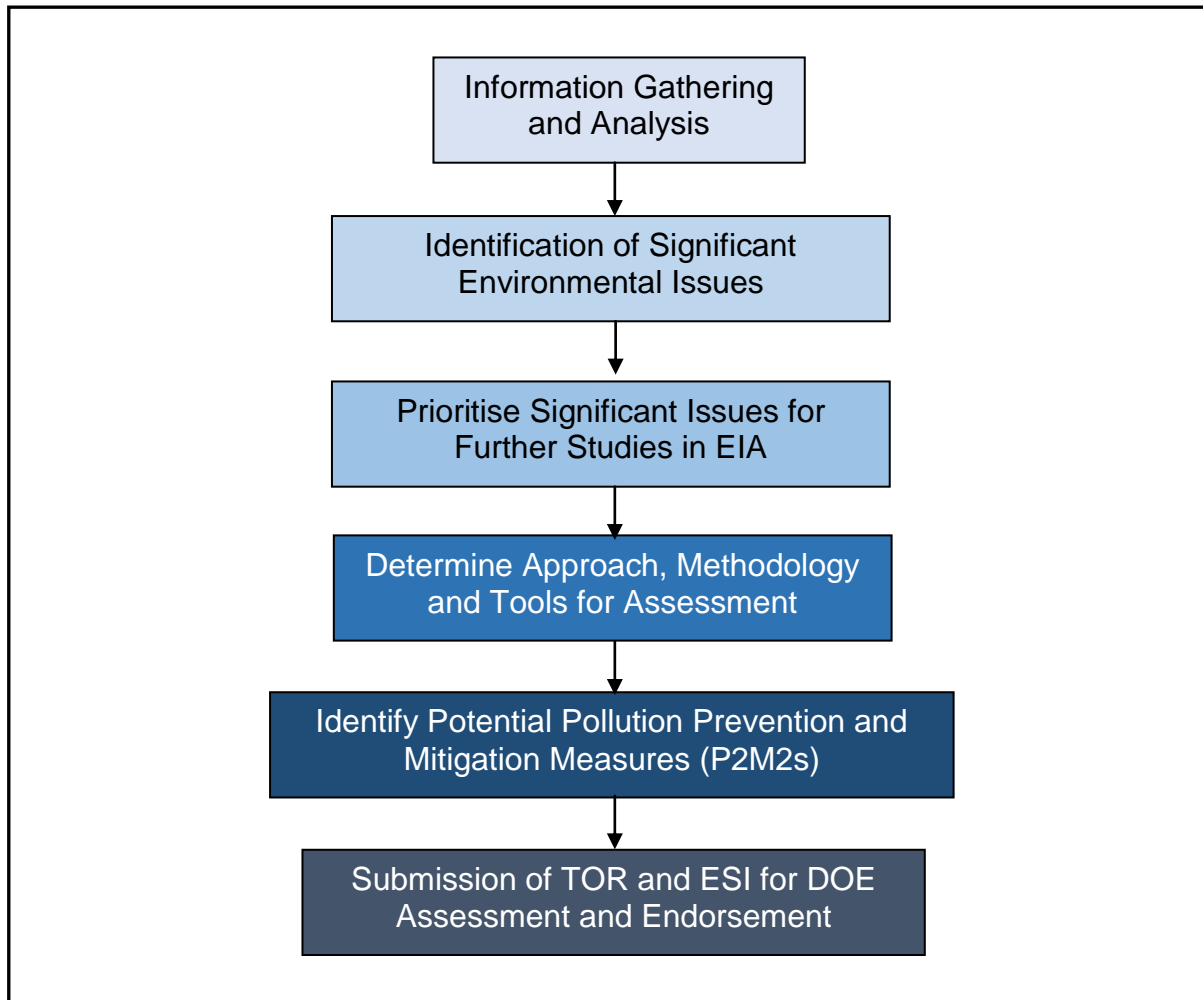 Information Gathering
and Analysis
Identification of Significant
Environmental Issues
Prioritise Significant Issues for
Further Studies in EIA
Determine Approach, Methodology
and Tools for Assessment
Identify Potential Pollution Prevention and
Mitigation Measures (P2M2s)
Submission of TOR and ESI for DOE
Assessment and Endorsement